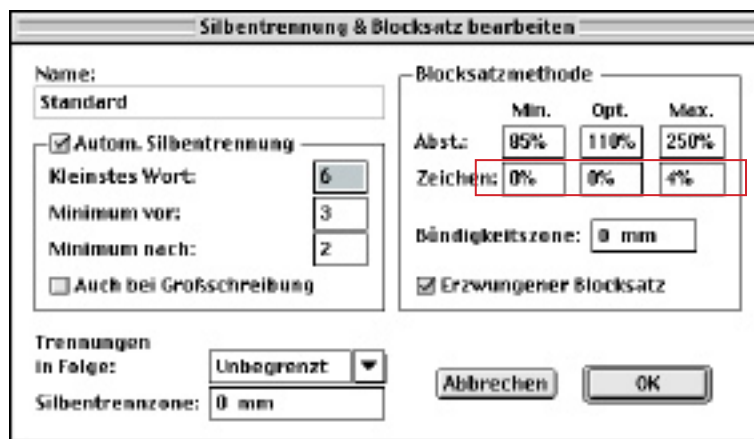 Silbentrennung & Blocksatz bearbeiten
Name:
Standard
Autom. Silbentrennung
Kleinstes Wort: 6
Minimum vor: 3
Minimum nach: 2
Auch bei Großschreibung
Trennungen
in Folge: Unbegrenzt
Silbentrennzone: 0 mm
Blocksatzmethode
Min. Opt. Max.
Abst.: 85% 110% 250%
Zeichen: 0% 0% 4%
Bündigkeitszone: 0 mm
Erzwungener Blocksatz
Abbrechen OK